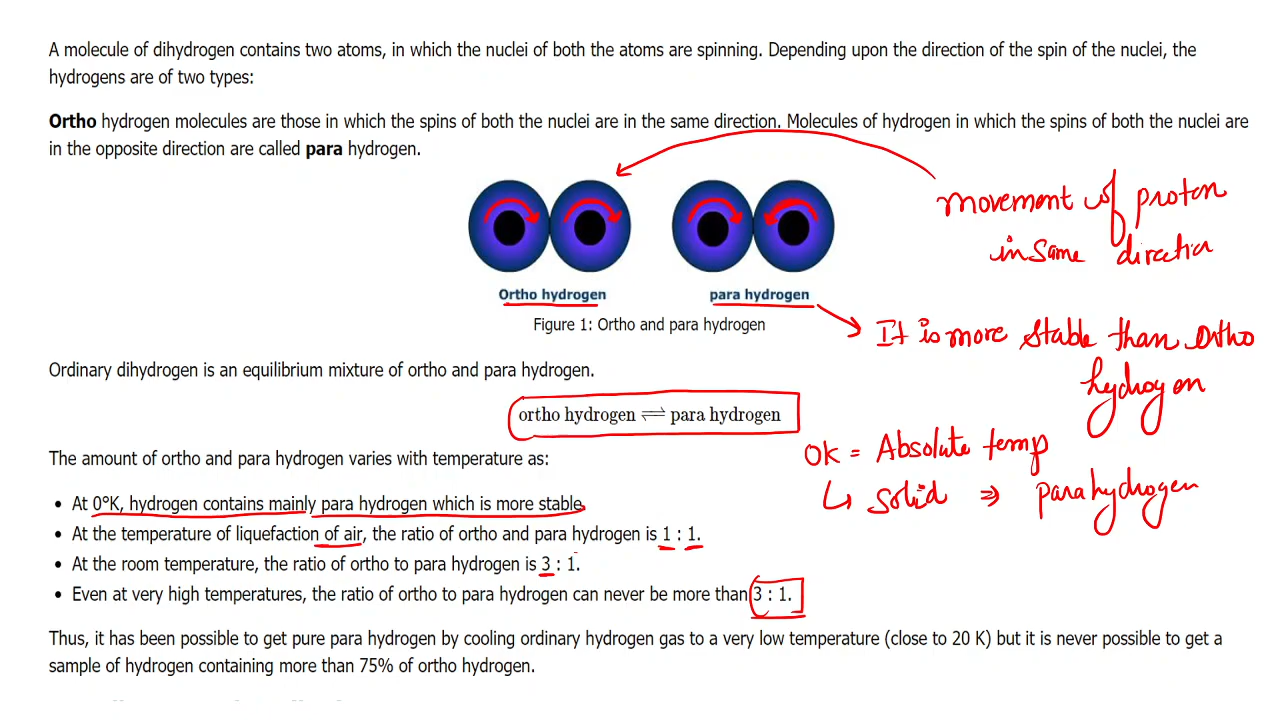 A molecule of dihydrogen contains two atoms, in which the nuclei of both the atoms are spinning. Depending upon the direction of the spin of the nuclei, the
hydrogens are of two types:
Ortho hydrogen molecules are those in which the spins of both the nuclei are in the same direction. Molecules of hydrogen in which the spins of both the nuclei are
in the opposite direction are called para hydrogen.
movement of proton
in same direction
Ortho hydrogen para hydrogen
Figure 1: Ortho and para hydrogen
It is more stable than ortho
hydrogen
Ordinary dihydrogen is an equilibrium mixture of ortho and para hydrogen.
ortho hydrogen ⇌ para hydrogen
The amount of ortho and para hydrogen varies with temperature as:
0K = Absolute temp
↳ solid ⇒ parahydrogen
• At 0°K, hydrogen contains mainly para hydrogen which is more stable.
• At the temperature of liquefaction of air, the ratio of ortho and para hydrogen is 1 : 1.
• At the room temperature, the ratio of ortho to para hydrogen is 3 : 1.
• Even at very high temperatures, the ratio of ortho to para hydrogen can never be more than 3 : 1.
Thus, it has been possible to get pure para hydrogen by cooling ordinary hydrogen gas to a very low temperature (close to 20 K) but it is never possible to get a
sample of hydrogen containing more than 75% of ortho hydrogen.